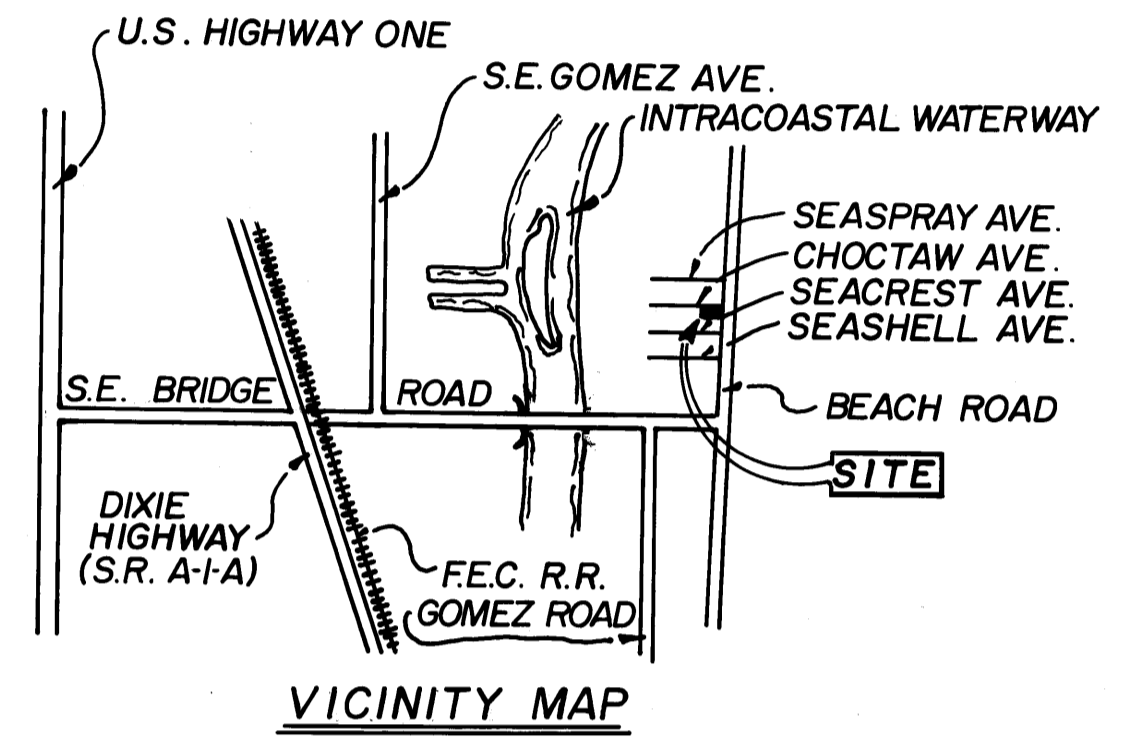 U.S. HIGHWAY ONE
S.E. GOMEZ AVE.
INTRACOASTAL WATERWAY
SEASPRAY AVE.
CHOCTAW AVE.
SEACREST AVE.
SEASHELL AVE.
S.E. BRIDGE ROAD
BEACH ROAD
SITE
DIXIE
HIGHWAY
(S.R. A-1-A)
F.E.C. R.R.
GOMEZ ROAD
VICINITY MAP